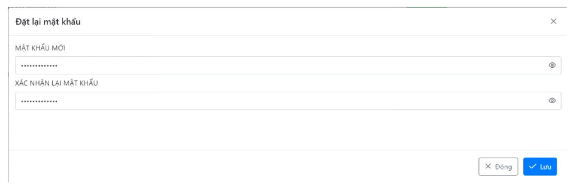 Đặt lại mật khẩu
MẬT KHẨU MỚI
•••••••••••••
XÁC NHẬN LẠI MẬT KHẨU
•••••••••••••
Đóng
Lưu